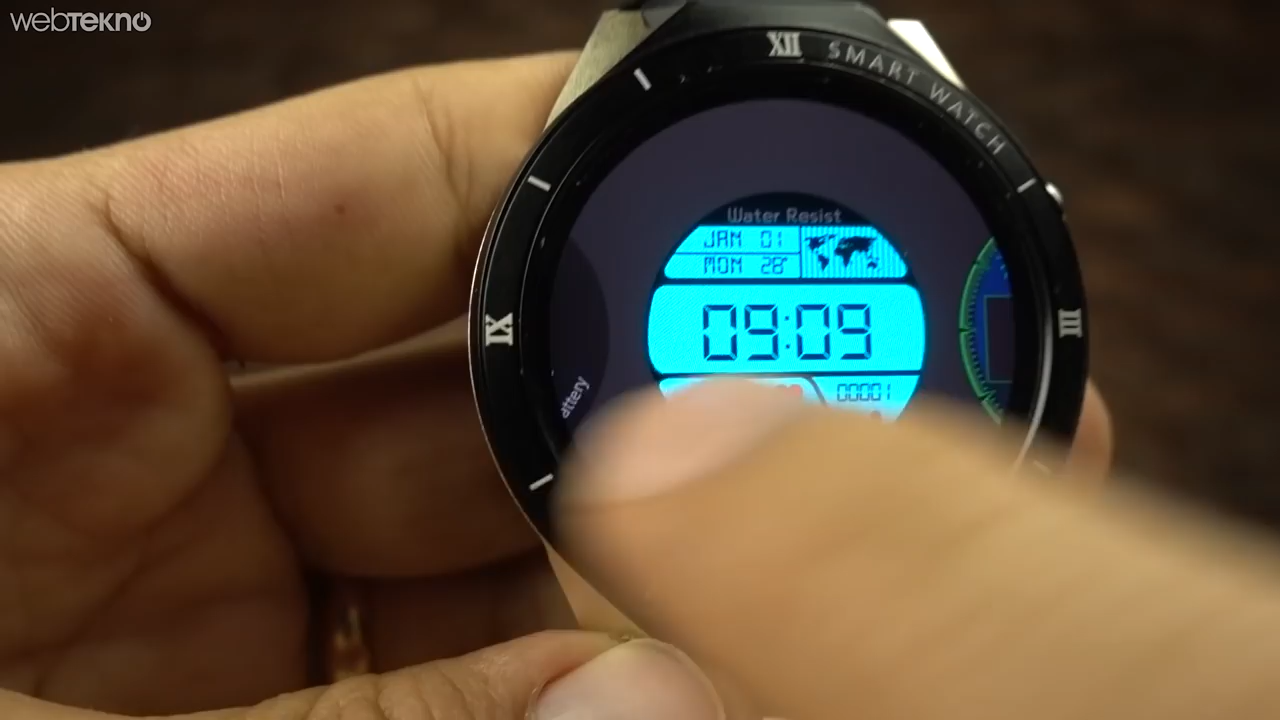 webTEKNO
XII
SMART WATCH
Water Resist
JAN 01
MON 28°
09:09
00001
IX
III
attery